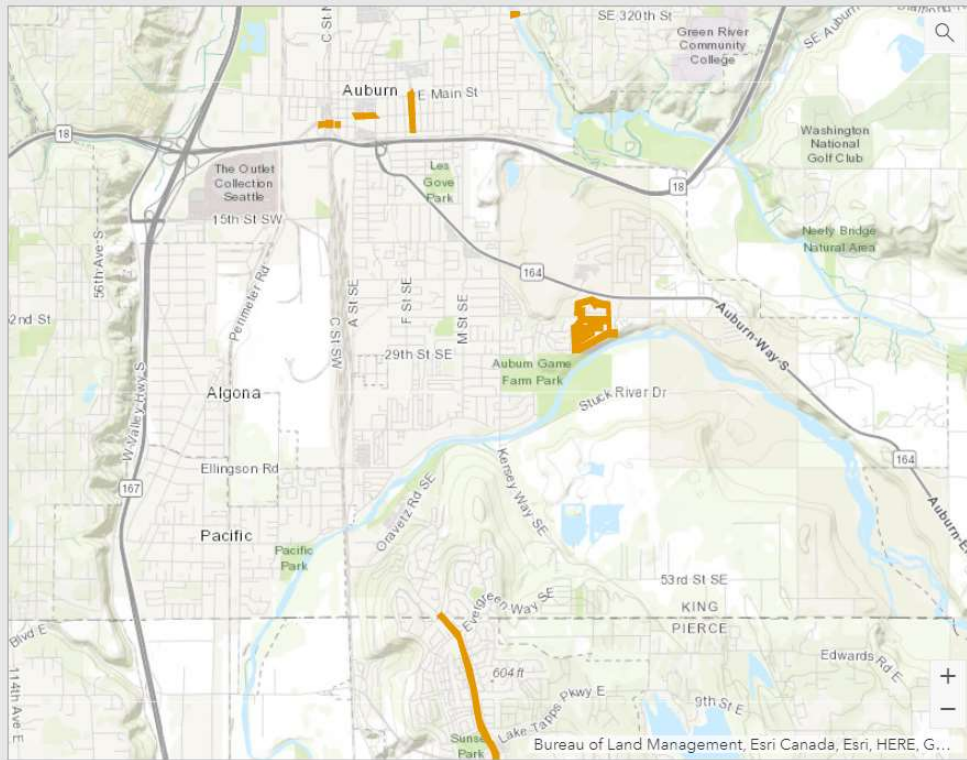 SE 320th St
Green River
Community
College
SE Auburn
C St N
Auburn
E Main St
18
Washington
National
Golf Club
The Outlet
Collection
Seattle
Les
Gove
Park
18
15th St SW
56th Ave S
Neely Bridge
Natural Area
Perimeter Rd
164
2nd St
A St SE
F St SE
M St SE
C St SW
Auburn-Way-S
29th St SE
Auburn Game
Farm Park
W Valley Hwy S
Algona
Stuck River Dr
Ellingson Rd
Kersey Way SE
164
167
Oravetz Rd SE
Auburn-E
Pacific
Pacific
Park
53rd St SE
Evergreen Way SE
KING
PIERCE
Blvd E
114th Ave E
604 ft
Edwards Rd E
Lake Tapps Pkwy E
9th St E
+
−
Sunset
Park
Bureau of Land Management, Esri Canada, Esri, HERE, G...